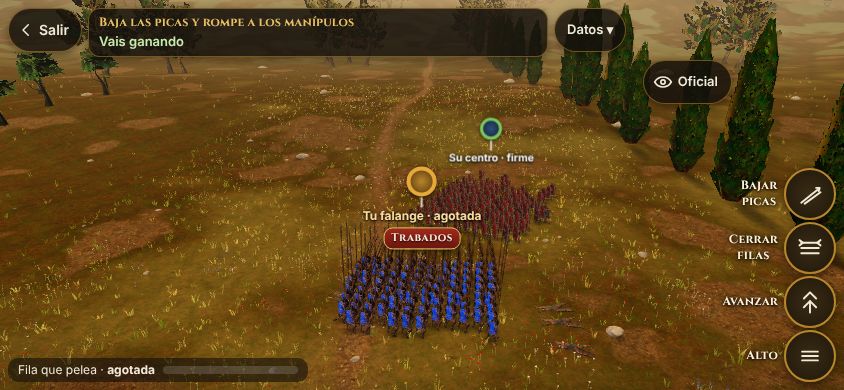 Salir
BAJA LAS PICAS Y ROMPE A LOS MANÍPULOS
Vais ganando
Datos ▾
Oficial
Su centro · firme
Tu falange · agotada
TRABADOS
BAJAR
PICAS
CERRAR
FILAS
AVANZAR
ALTO
Fila que pelea · agotada